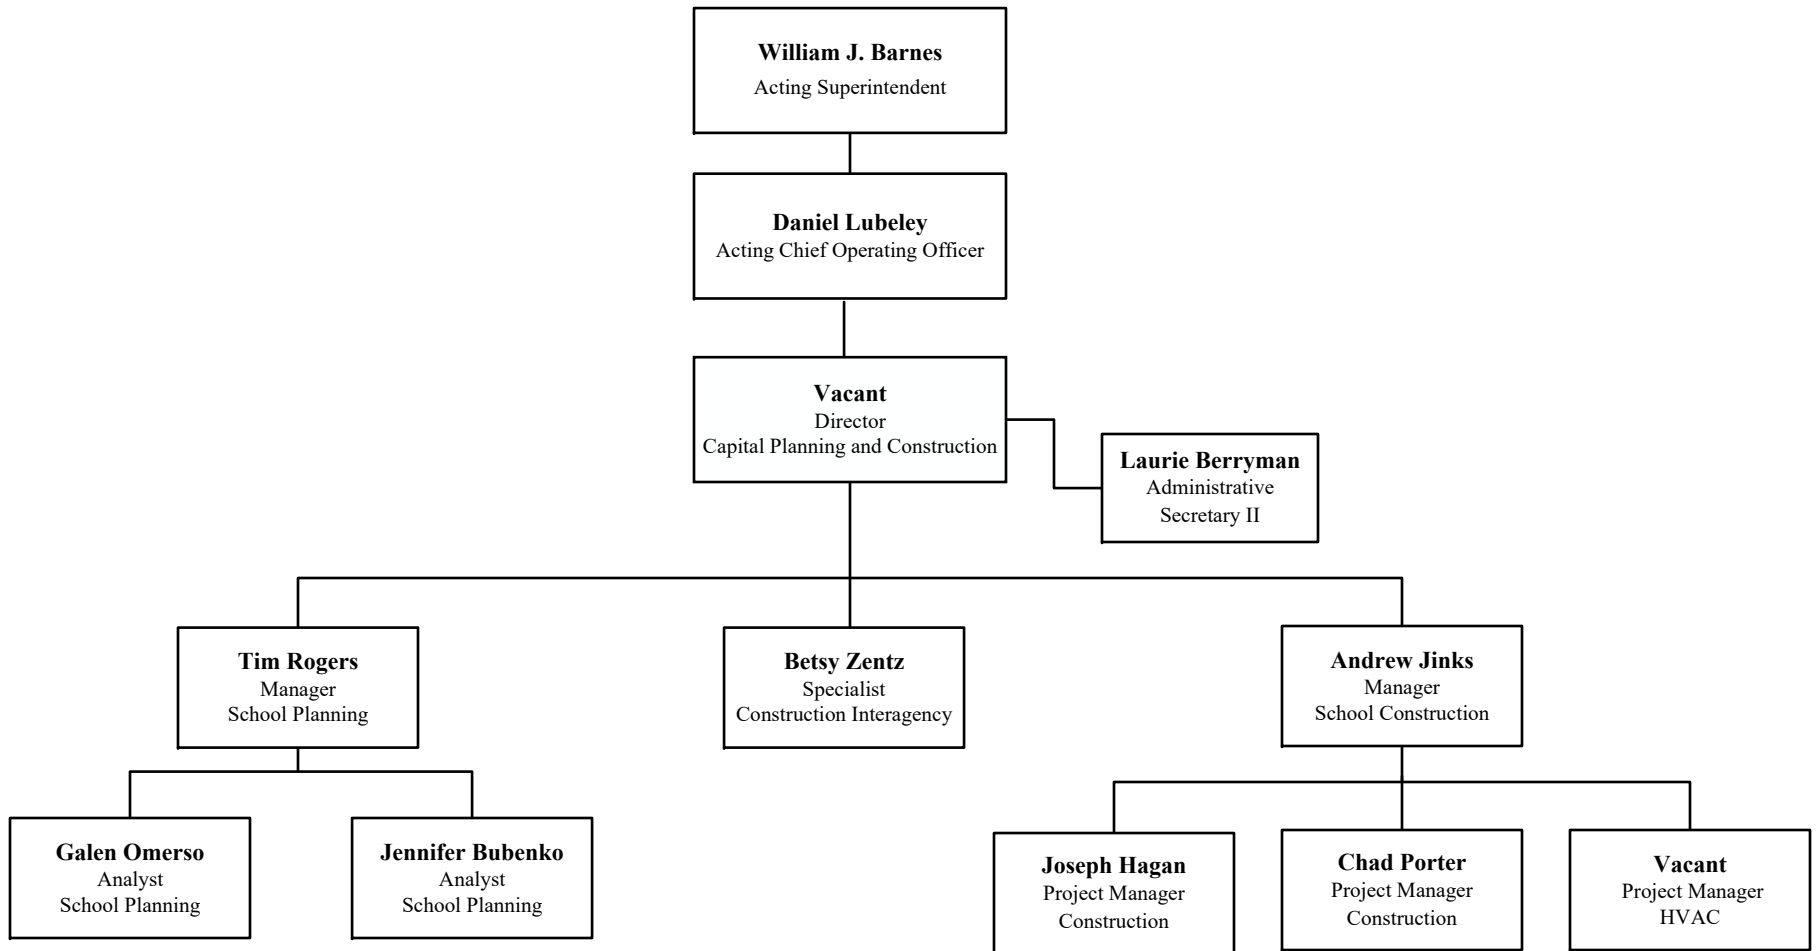 William J. Barnes
Acting Superintendent
Daniel Lubeley
Acting Chief Operating Officer
Vacant
Director
Capital Planning and Construction
Laurie Berryman
Administrative
Secretary II
Tim Rogers
Manager
School Planning
Betsy Zentz
Specialist
Construction Interagency
Andrew Jinks
Manager
School Construction
Galen Omerso
Analyst
School Planning
Jennifer Bubenko
Analyst
School Planning
Joseph Hagan
Project Manager
Construction
Chad Porter
Project Manager
Construction
Vacant
Project Manager
HVAC